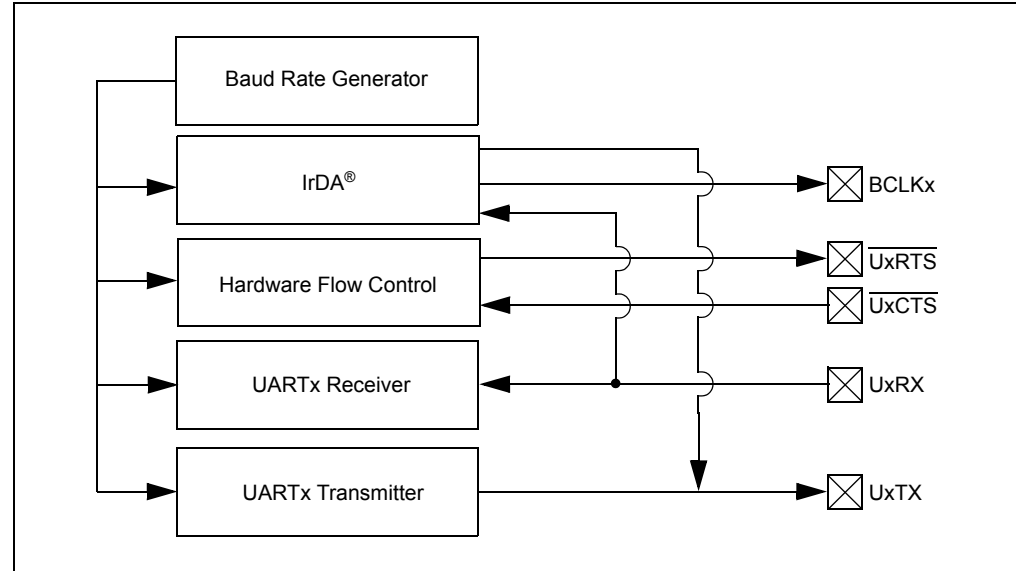 Baud Rate Generator
IrDA®
BCLKx
Hardware Flow Control
UxRTS
UxCTS
UARTx Receiver
UxRX
UARTx Transmitter
UxTX